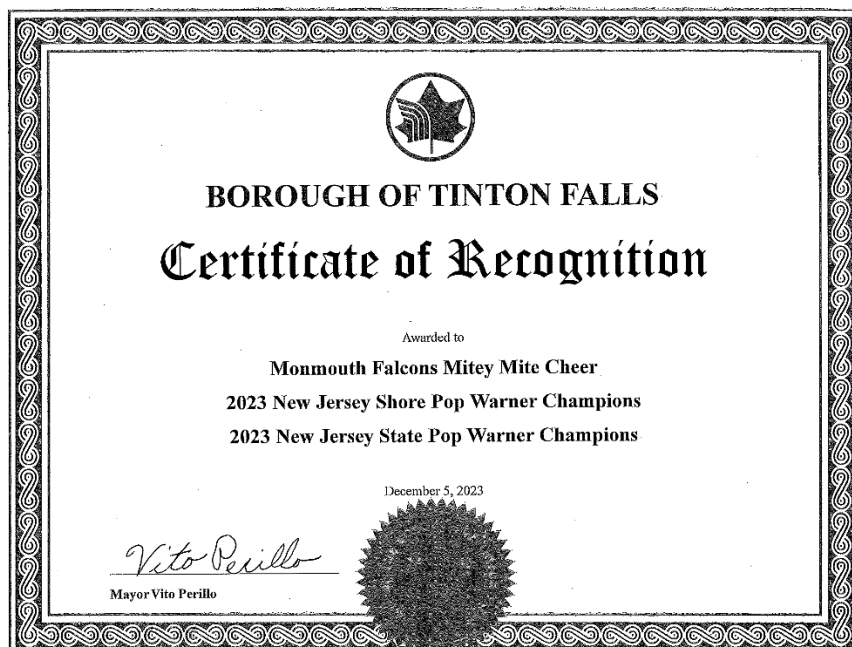 BOROUGH OF TINTON FALLS
Certificate of Recognition
Awarded to
Monmouth Falcons Mitey Mite Cheer
2023 New Jersey Shore Pop Warner Champions
2023 New Jersey State Pop Warner Champions
December 5, 2023
Vito Perillo
Mayor Vito Perillo